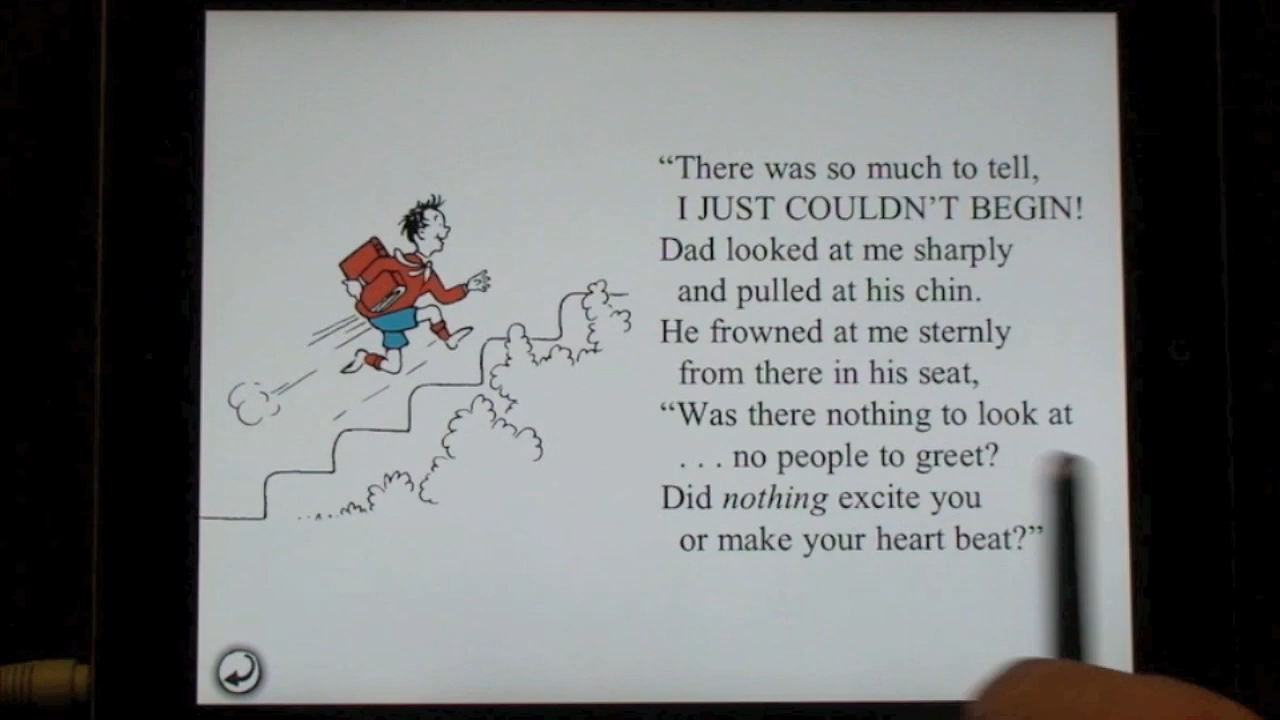 “There was so much to tell,
I JUST COULDN’T BEGIN!
Dad looked at me sharply
and pulled at his chin.
He frowned at me sternly
from there in his seat,
“Was there nothing to look at
. . . no people to greet?
Did nothing excite you
or make your heart beat?”